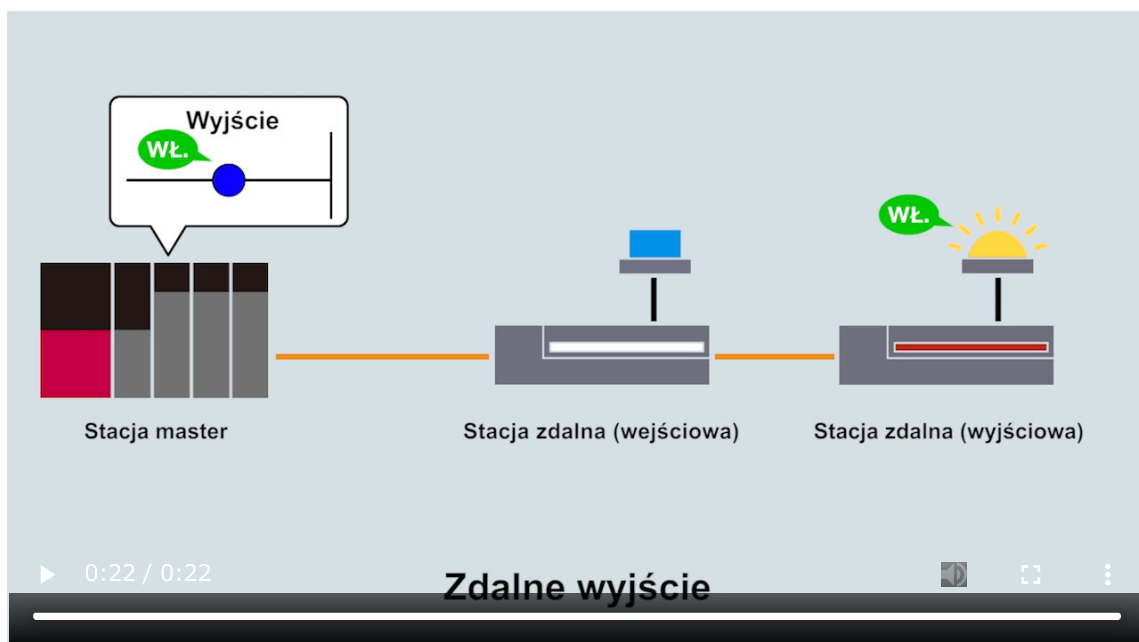 Wyjście
WŁ.
WŁ.
Stacja master
Stacja zdalna (wejściowa)
Stacja zdalna (wyjściowa)
0:22 / 0:22
Zdalne wyjście